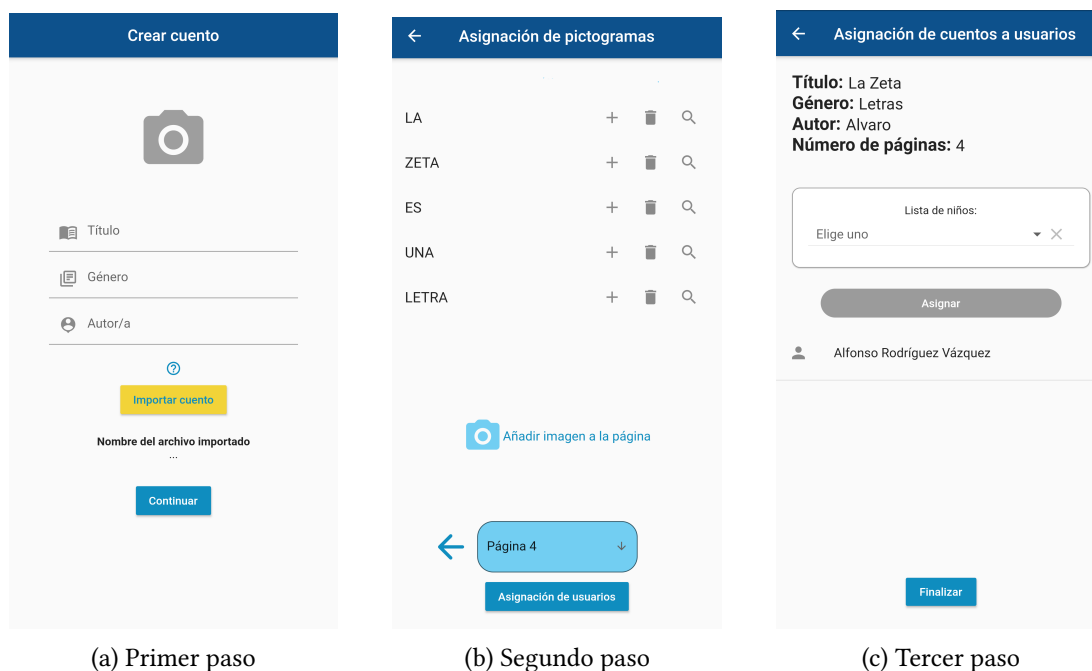 Crear cuento
Título
Género
Autor/a
Importar cuento
Nombre del archivo importado
...
Continuar
(a) Primer paso
Asignación de pictogramas
LA
ZETA
ES
UNA
LETRA
Añadir imagen a la página
Página 4
Asignación de usuarios
(b) Segundo paso
Asignación de cuentos a usuarios
Título: La Zeta
Género: Letras
Autor: Alvaro
Número de páginas: 4
Lista de niños:
Elige uno
Asignar
Alfonso Rodríguez Vázquez
Finalizar
(c) Tercer paso